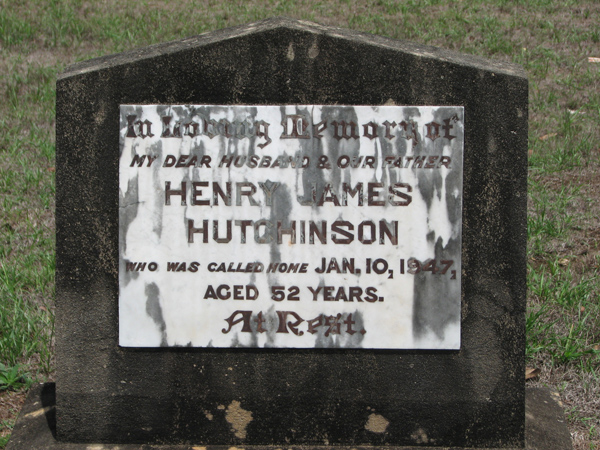 In Loving Memory of
MY DEAR HUSBAND & OUR FATHER
HENRY JAMES
HUTCHINSON
WHO WAS CALLED HOME JAN. 10, 1947,
AGED 52 YEARS.
At Rest.